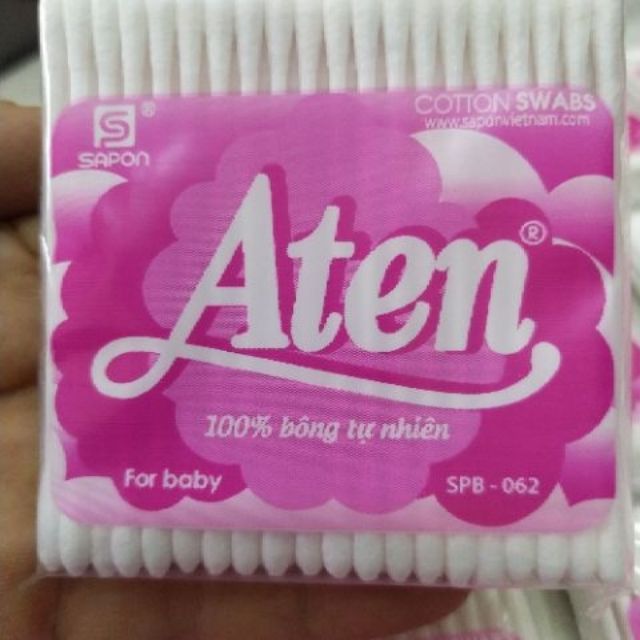 SAPON ®
COTTON SWABS
www.saponvietnam.com
Aten ®
100% bông tự nhiên
For baby
SPB - 062